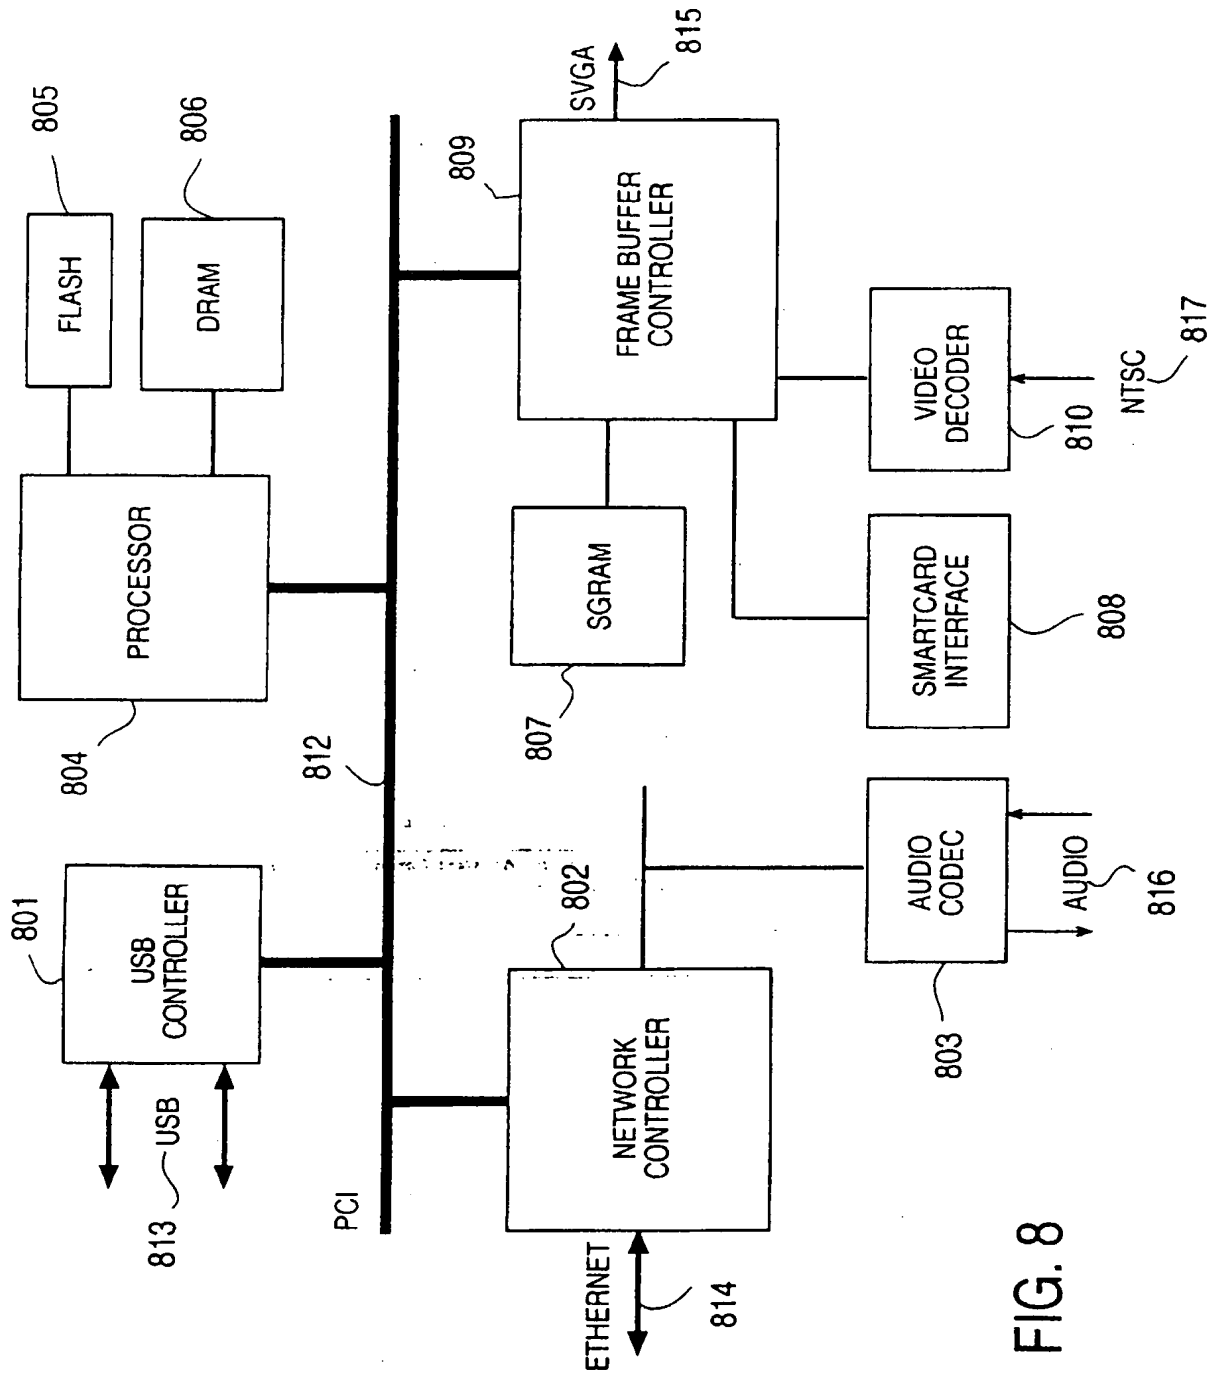 801
USB
CONTROLLER
813
USB
804
PROCESSOR
805
FLASH
806
DRAM
PCI
812
ETHERNET
814
802
NETWORK
CONTROLLER
807
SGRAM
809
FRAME BUFFER
CONTROLLER
SVGA
815
803
AUDIO
CODEC
AUDIO
816
SMARTCARD
INTERFACE
808
VIDEO
DECODER
810
NTSC
817
FIG. 8